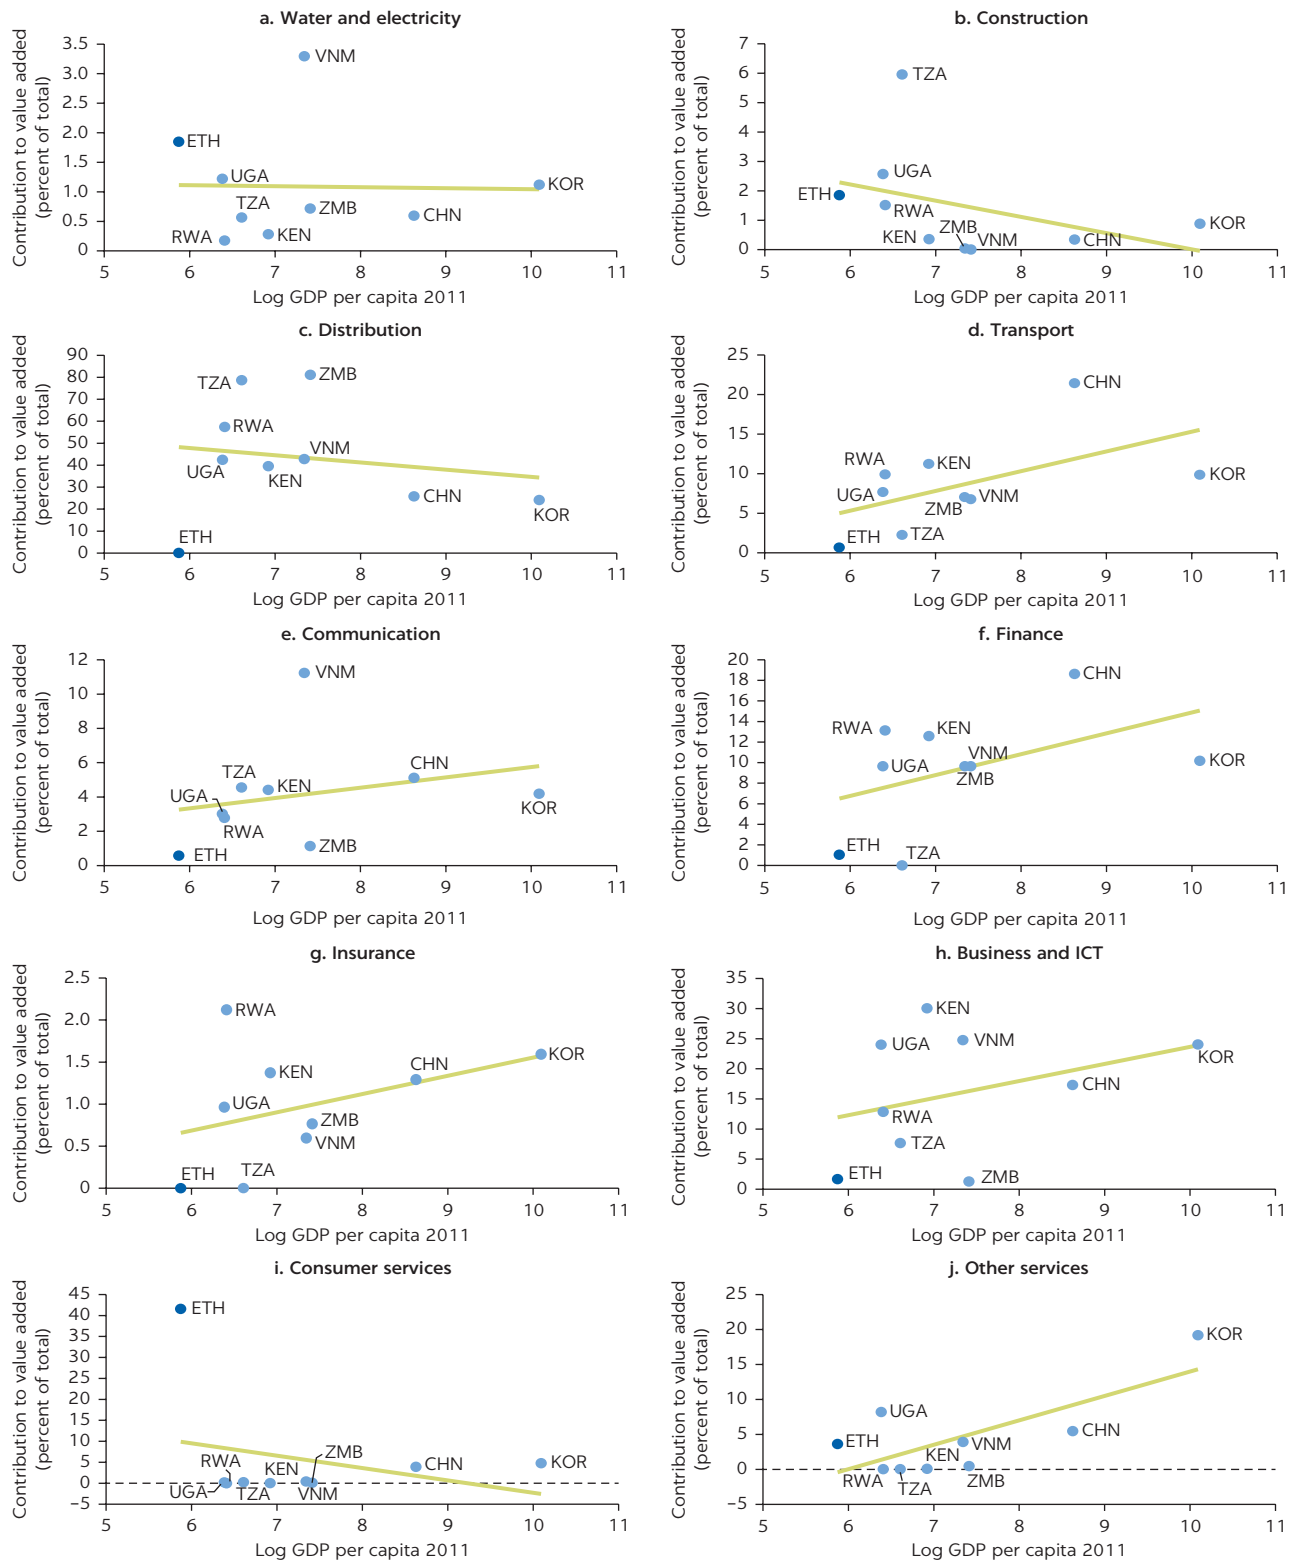 a. Water and electricity
Contribution to value added
(percent of total)
3.5
3.0
2.5
2.0
1.5
1.0
0.5
0
VNM
ETH
UGA
TZA
RWA
KEN
ZMB
CHN
KOR
5 6 7 8 9 10 11
Log GDP per capita 2011
b. Construction
Contribution to value added
(percent of total)
7
6
5
4
3
2
1
0
TZA
UGA
ETH
RWA
KEN
ZMB
VNM
CHN
KOR
5 6 7 8 9 10 11
Log GDP per capita 2011
c. Distribution
Contribution to value added
(percent of total)
90
80
70
60
50
40
30
20
10
0
TZA
ZMB
RWA
VNM
UGA
KEN
CHN
KOR
ETH
5 6 7 8 9 10 11
Log GDP per capita 2011
d. Transport
Contribution to value added
(percent of total)
25
20
15
10
5
0
CHN
RWA
KEN
UGA
VNM
ZMB
KOR
ETH
TZA
5 6 7 8 9 10 11
Log GDP per capita 2011
e. Communication
Contribution to value added
(percent of total)
12
10
8
6
4
2
0
VNM
TZA
KEN
CHN
UGA
RWA
KOR
ETH
ZMB
5 6 7 8 9 10 11
Log GDP per capita 2011
f. Finance
Contribution to value added
(percent of total)
20
18
16
14
12
10
8
6
4
2
0
CHN
RWA
KEN
VNM
UGA
ZMB
KOR
ETH
TZA
5 6 7 8 9 10 11
Log GDP per capita 2011
g. Insurance
Contribution to value added
(percent of total)
2.5
2.0
1.5
1.0
0.5
0
RWA
KEN
CHN
KOR
UGA
ZMB
VNM
ETH
TZA
5 6 7 8 9 10 11
Log GDP per capita 2011
h. Business and ICT
Contribution to value added
(percent of total)
35
30
25
20
15
10
5
0
KEN
UGA
VNM
KOR
CHN
RWA
TZA
ETH
ZMB
5 6 7 8 9 10 11
Log GDP per capita 2011
i. Consumer services
Contribution to value added
(percent of total)
45
40
35
30
25
20
15
10
5
0
−5
ETH
ZMB
RWA
KEN
CHN
KOR
UGA
TZA
VNM
5 6 7 8 9 10 11
Log GDP per capita 2011
j. Other services
Contribution to value added
(percent of total)
25
20
15
10
5
0
−5
KOR
UGA
ETH
VNM
CHN
KEN
RWA
TZA
ZMB
5 6 7 8 9 10 11
Log GDP per capita 2011